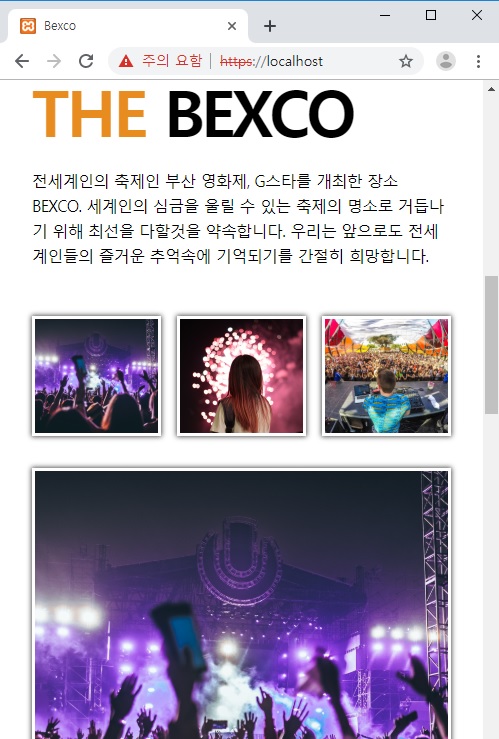 Bexco
주의 요함 | https://localhost
THE BEXCO
전세계인의 축제인 부산 영화제, G스타를 개최한 장소
BEXCO. 세계인의 심금을 올릴 수 있는 축제의 명소로 거듭나
기 위해 최선을 다할것을 약속합니다. 우리는 앞으로도 전세
계인들의 즐거운 추억속에 기억되기를 간절히 희망합니다.